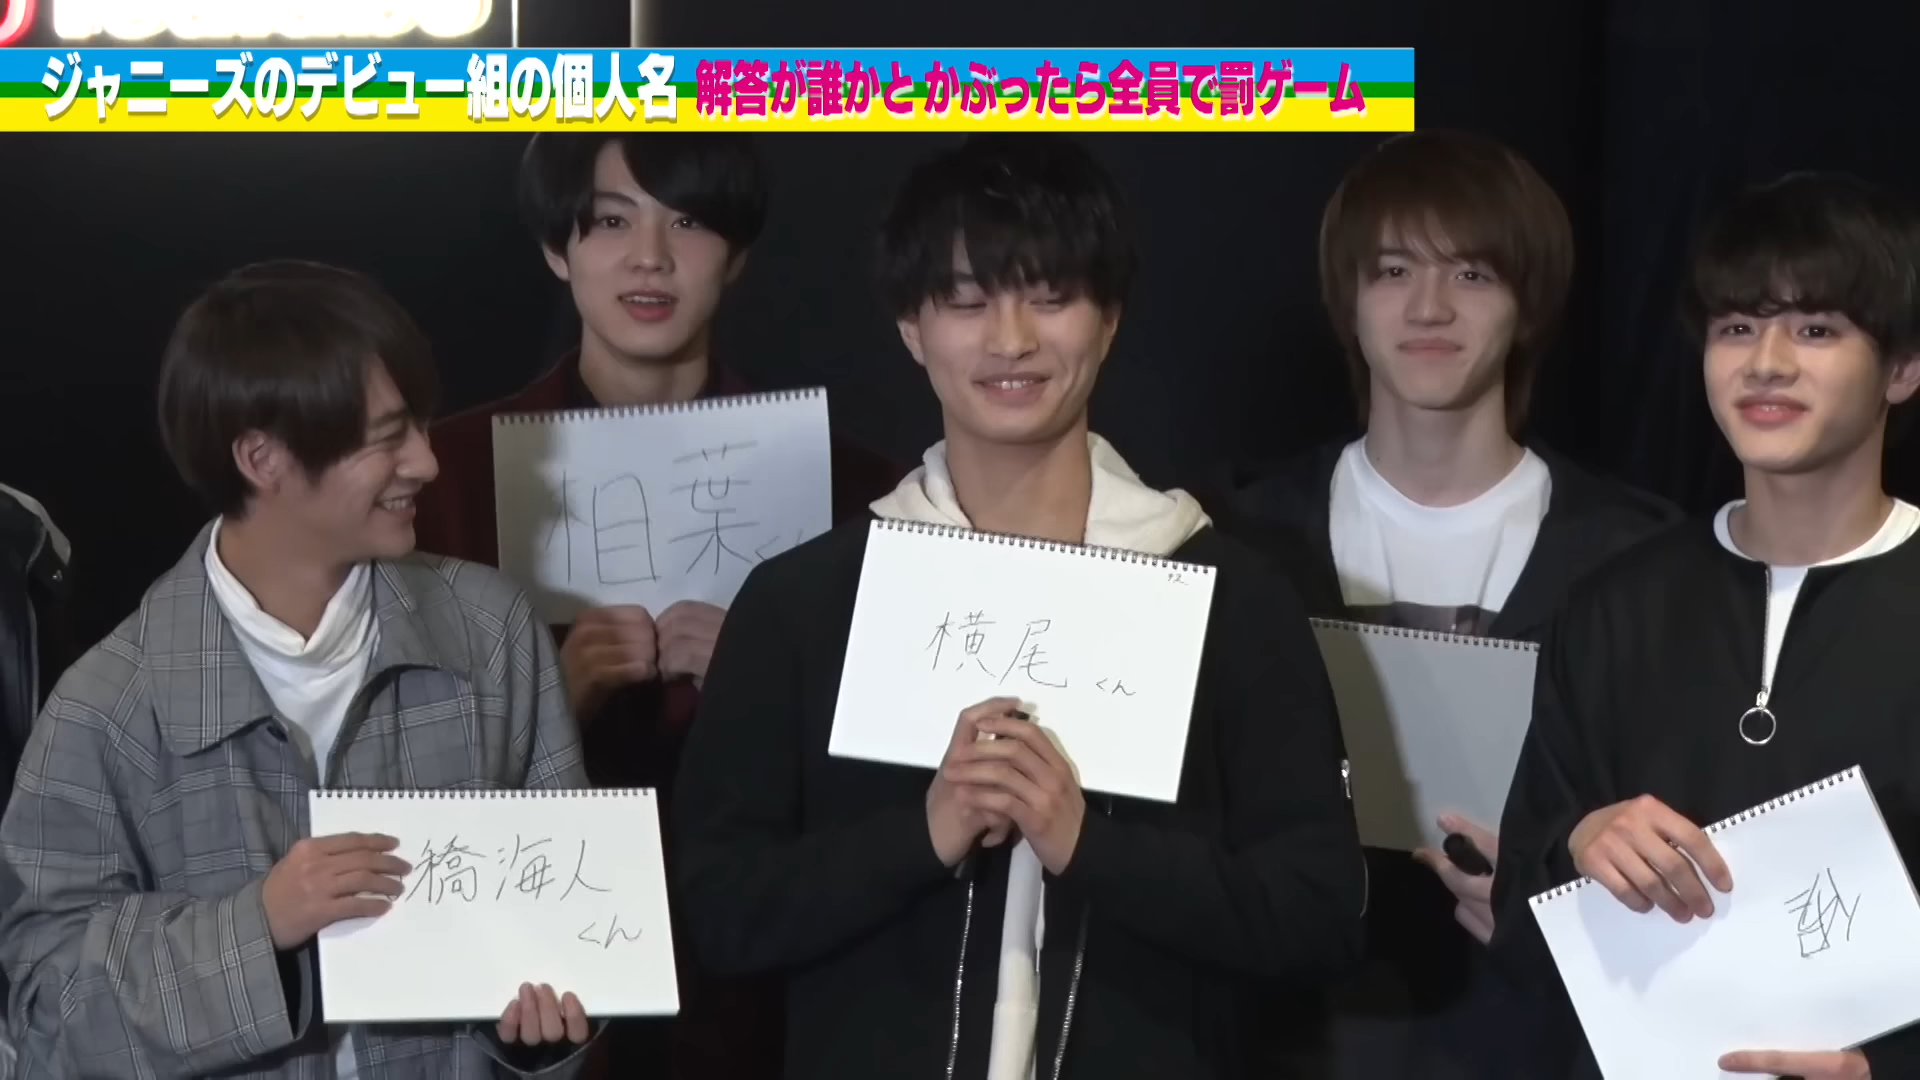 ジャニーズのデビュー組の個人名 解答が誰かとかぶったら全員で罰ゲーム
相葉く
横尾くん
橋海人
くん